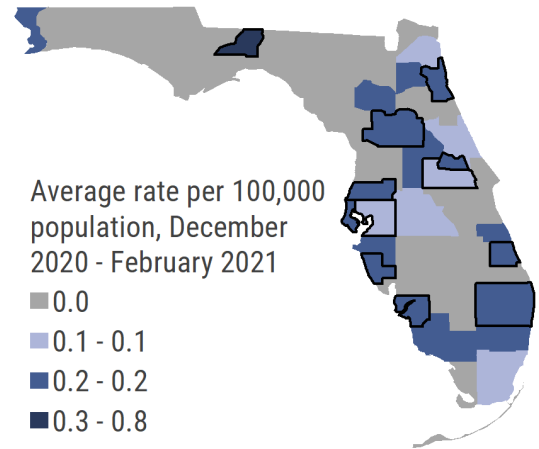 Average rate per 100,000
population, December
2020 - February 2021
0.0
0.1 - 0.1
0.2 - 0.2
0.3 - 0.8